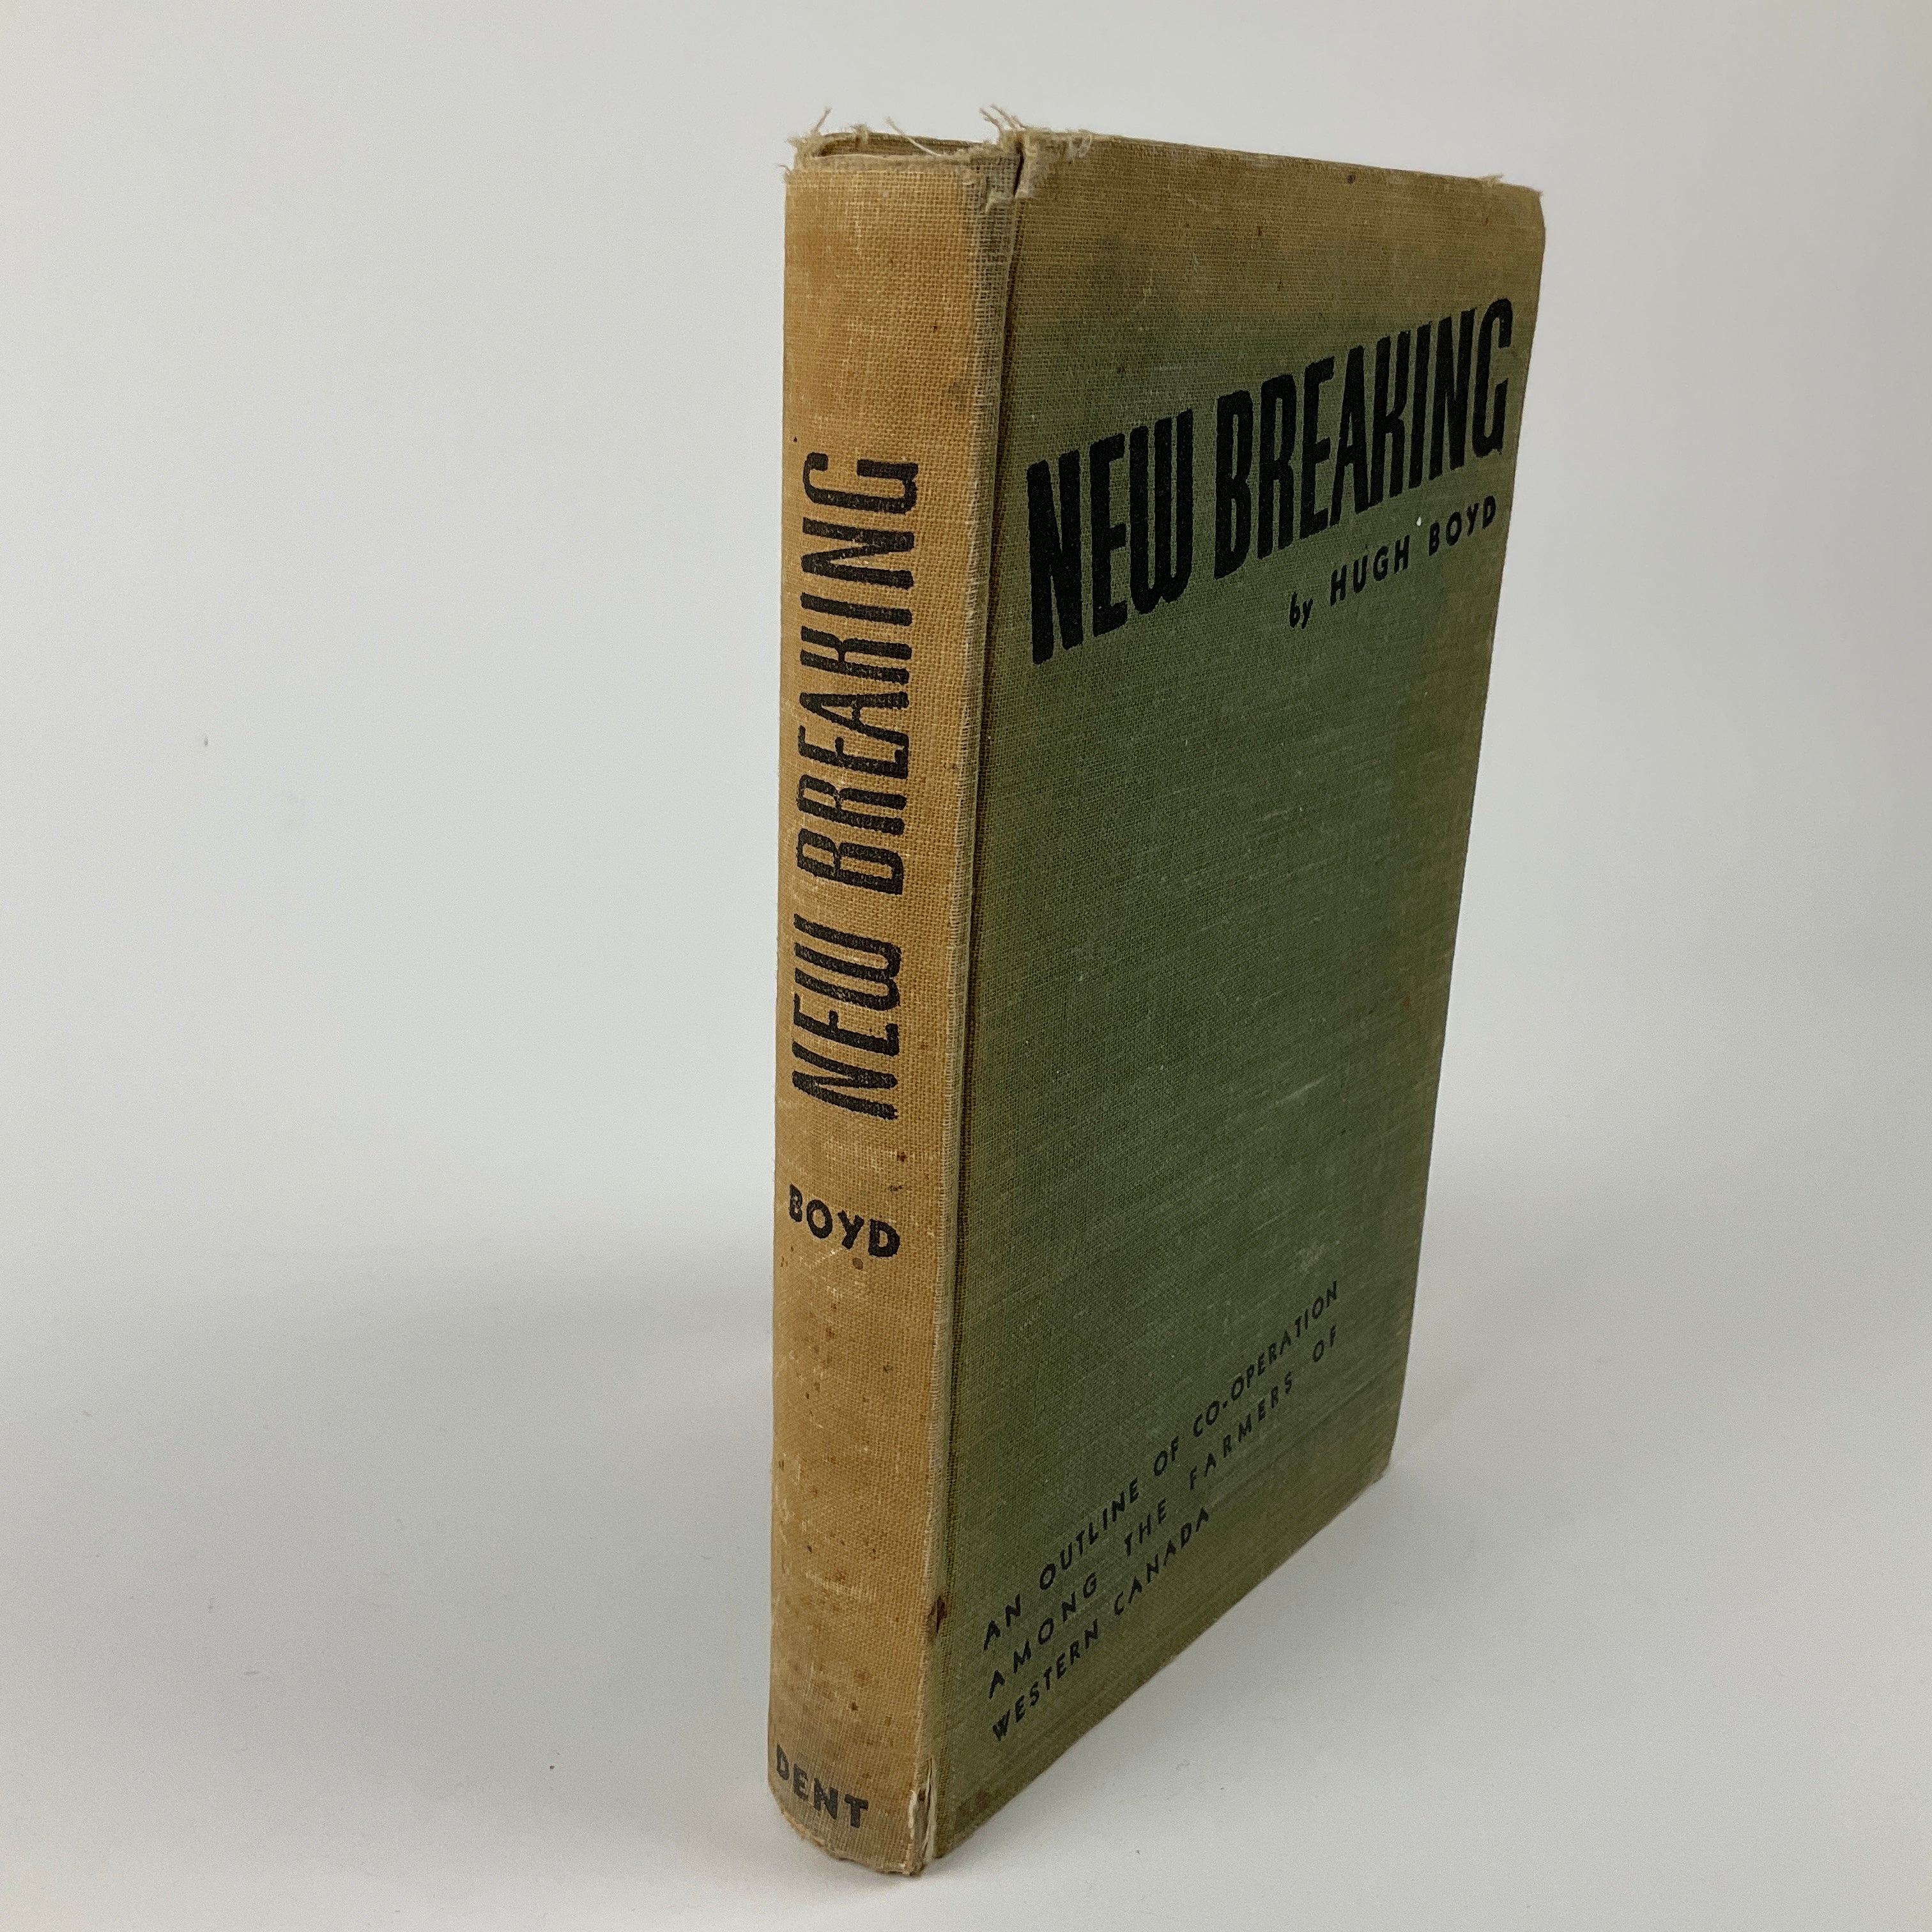 NEW BREAKING
BOYD
DENT
NEW BREAKING
by HUGH BOYD
AN OUTLINE OF CO-OPERATION
AMONG THE FARMERS OF
WESTERN CANADA